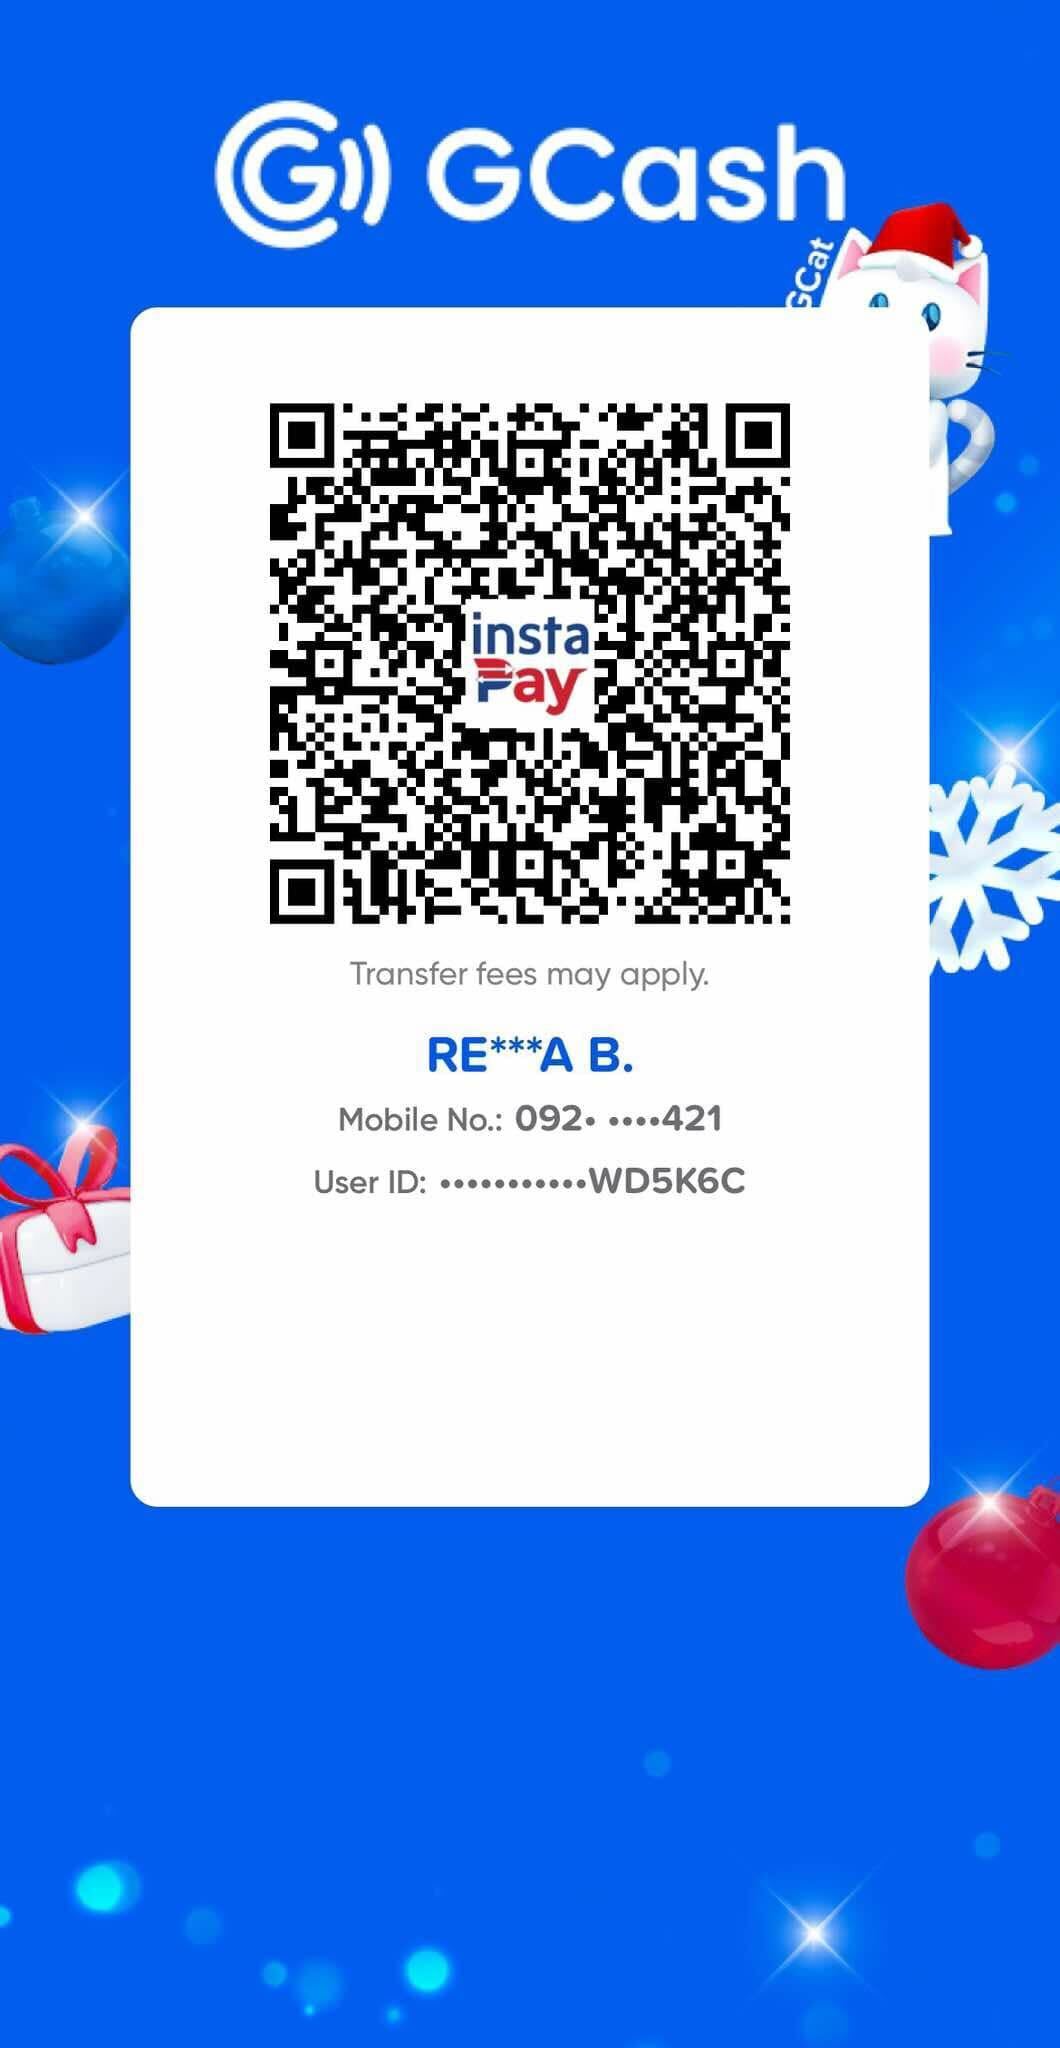 GCash
GCat
insta
Pay
Transfer fees may apply.
RE***A B.
Mobile No.: 092• ••••421
User ID: •••••••••••WD5K6C